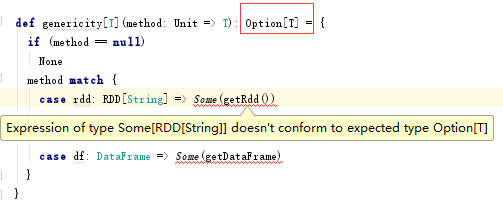 def genericity[T](method: Unit => T): Option[T] = {
if (method == null)
None
method match {
case rdd: RDD[String] => Some(getRdd())
Expression of type Some[RDD[String]] doesn't conform to expected type Option[T]
case df: DataFrame => Some(getDataFrame)
}
}